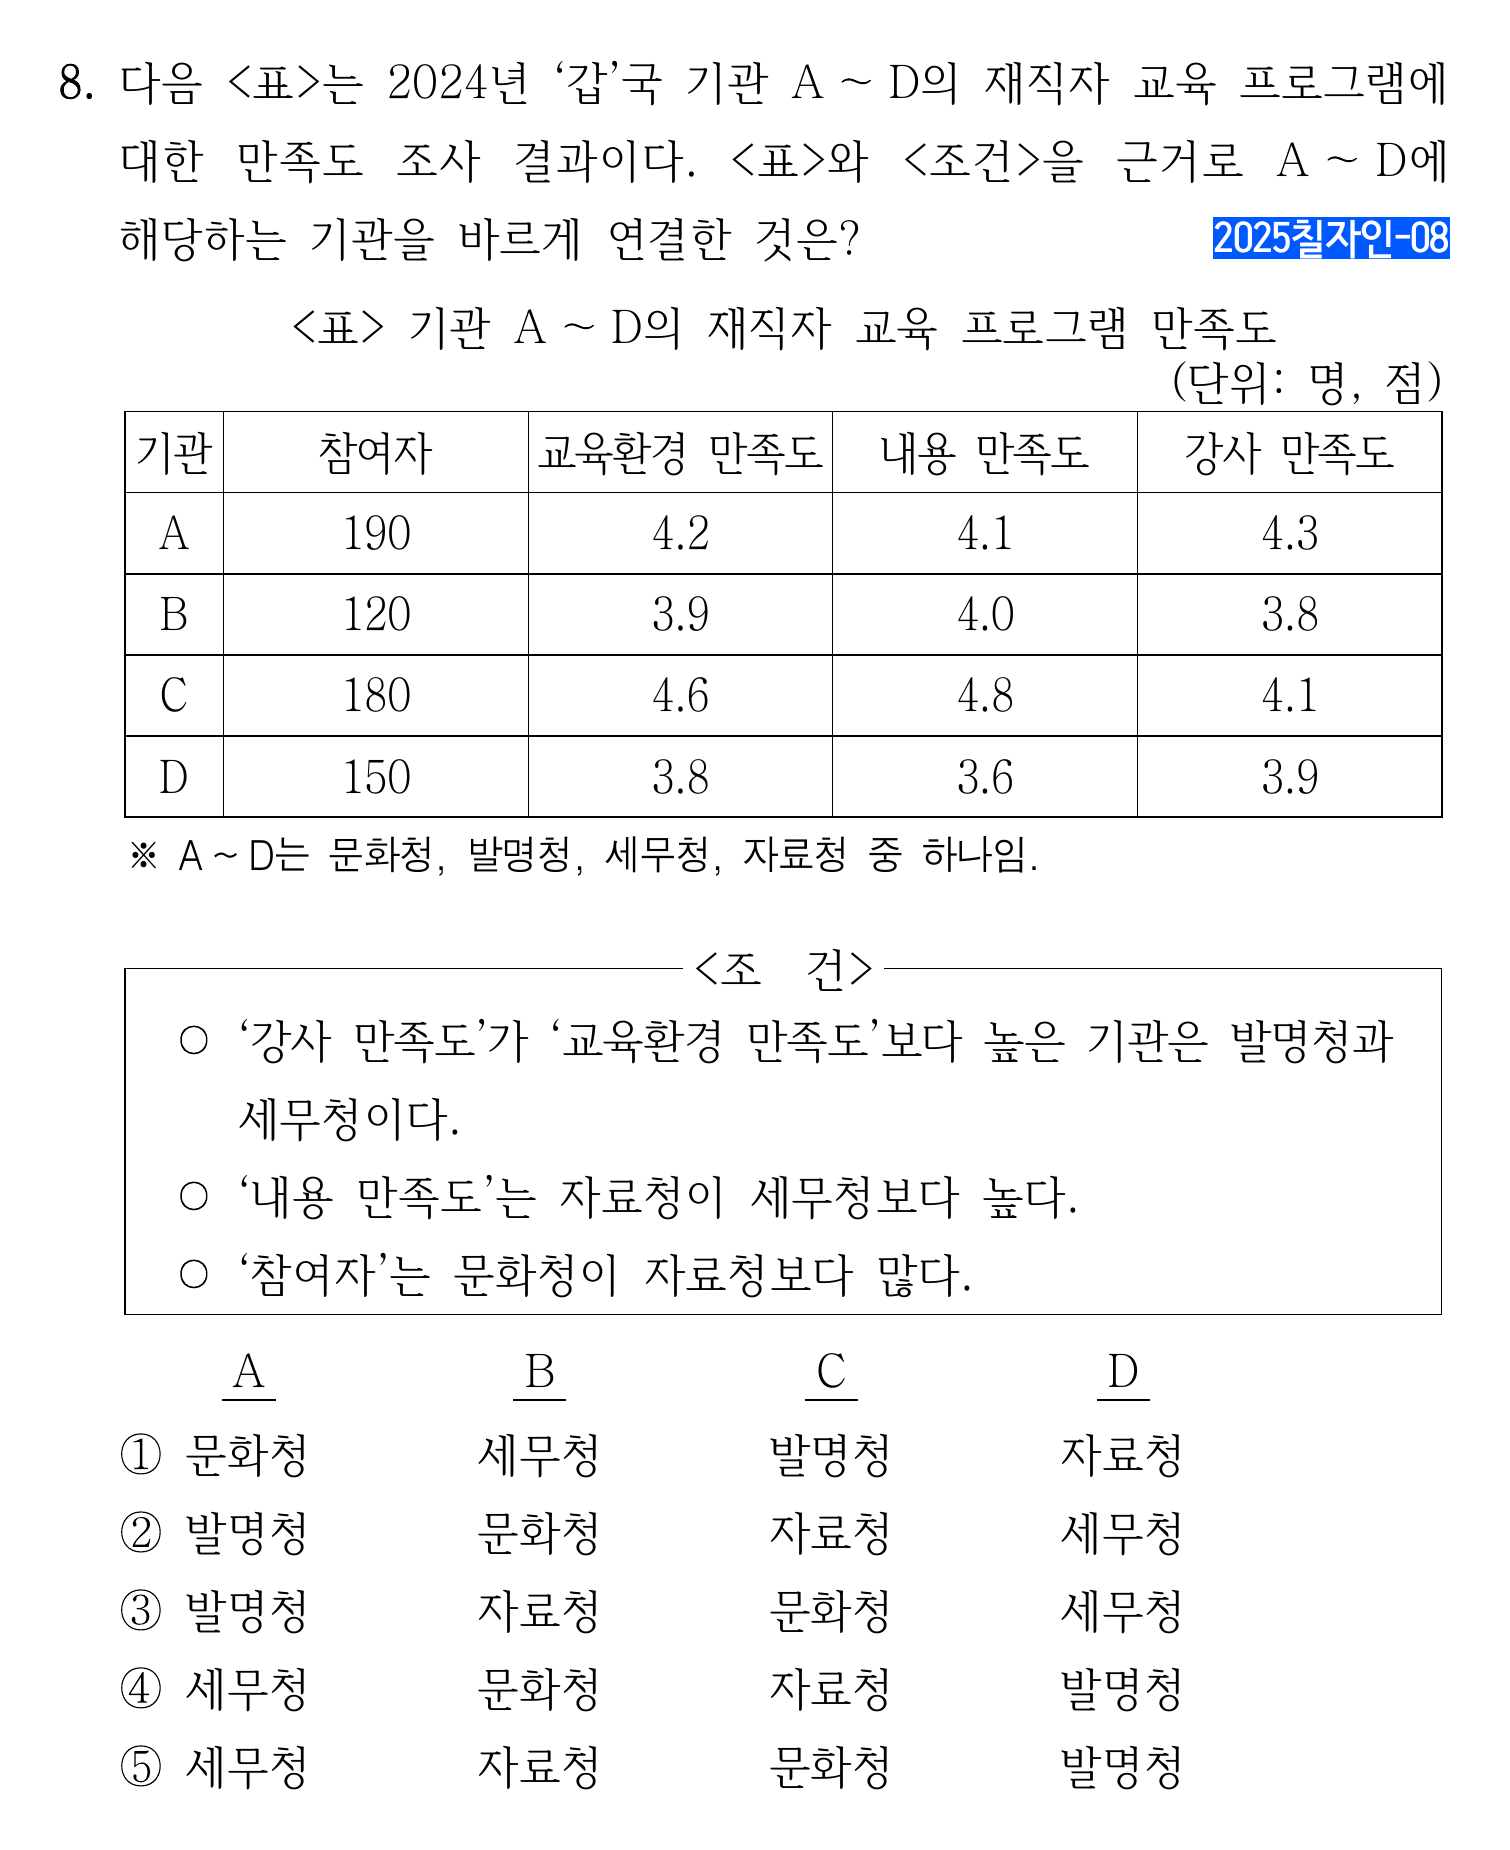 8. 다음 <표>는 2024년 ‘갑’국 기관 A ~ D의 재직자 교육 프로그램에
대한 만족도 조사 결과이다. <표>와 <조건>을 근거로 A ~ D에
해당하는 기관을 바르게 연결한 것은? 2025칠자인-08
<표> 기관 A ~ D의 재직자 교육 프로그램 만족도
(단위: 명, 점)
기관 참여자 교육환경 만족도 내용 만족도 강사 만족도
A 190 4.2 4.1 4.3
B 120 3.9 4.0 3.8
C 180 4.6 4.8 4.1
D 150 3.8 3.6 3.9
※ A ~ D는 문화청, 발명청, 세무청, 자료청 중 하나임.
<조 건>
○ ‘강사 만족도’가 ‘교육환경 만족도’보다 높은 기관은 발명청과
세무청이다.
○ ‘내용 만족도’는 자료청이 세무청보다 높다.
○ ‘참여자’는 문화청이 자료청보다 많다.
A B C D
① 문화청 세무청 발명청 자료청
② 발명청 문화청 자료청 세무청
③ 발명청 자료청 문화청 세무청
④ 세무청 문화청 자료청 발명청
⑤ 세무청 자료청 문화청 발명청